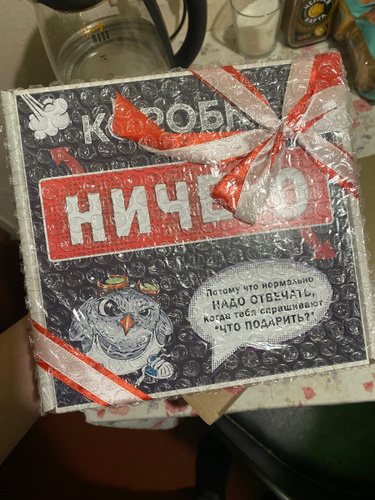 НИЧЕГО
Потому что нормально
НАДО ОТВЕЧАТЬ,
когда тебя спрашивают
"ЧТО ПОДАРИТЬ?"